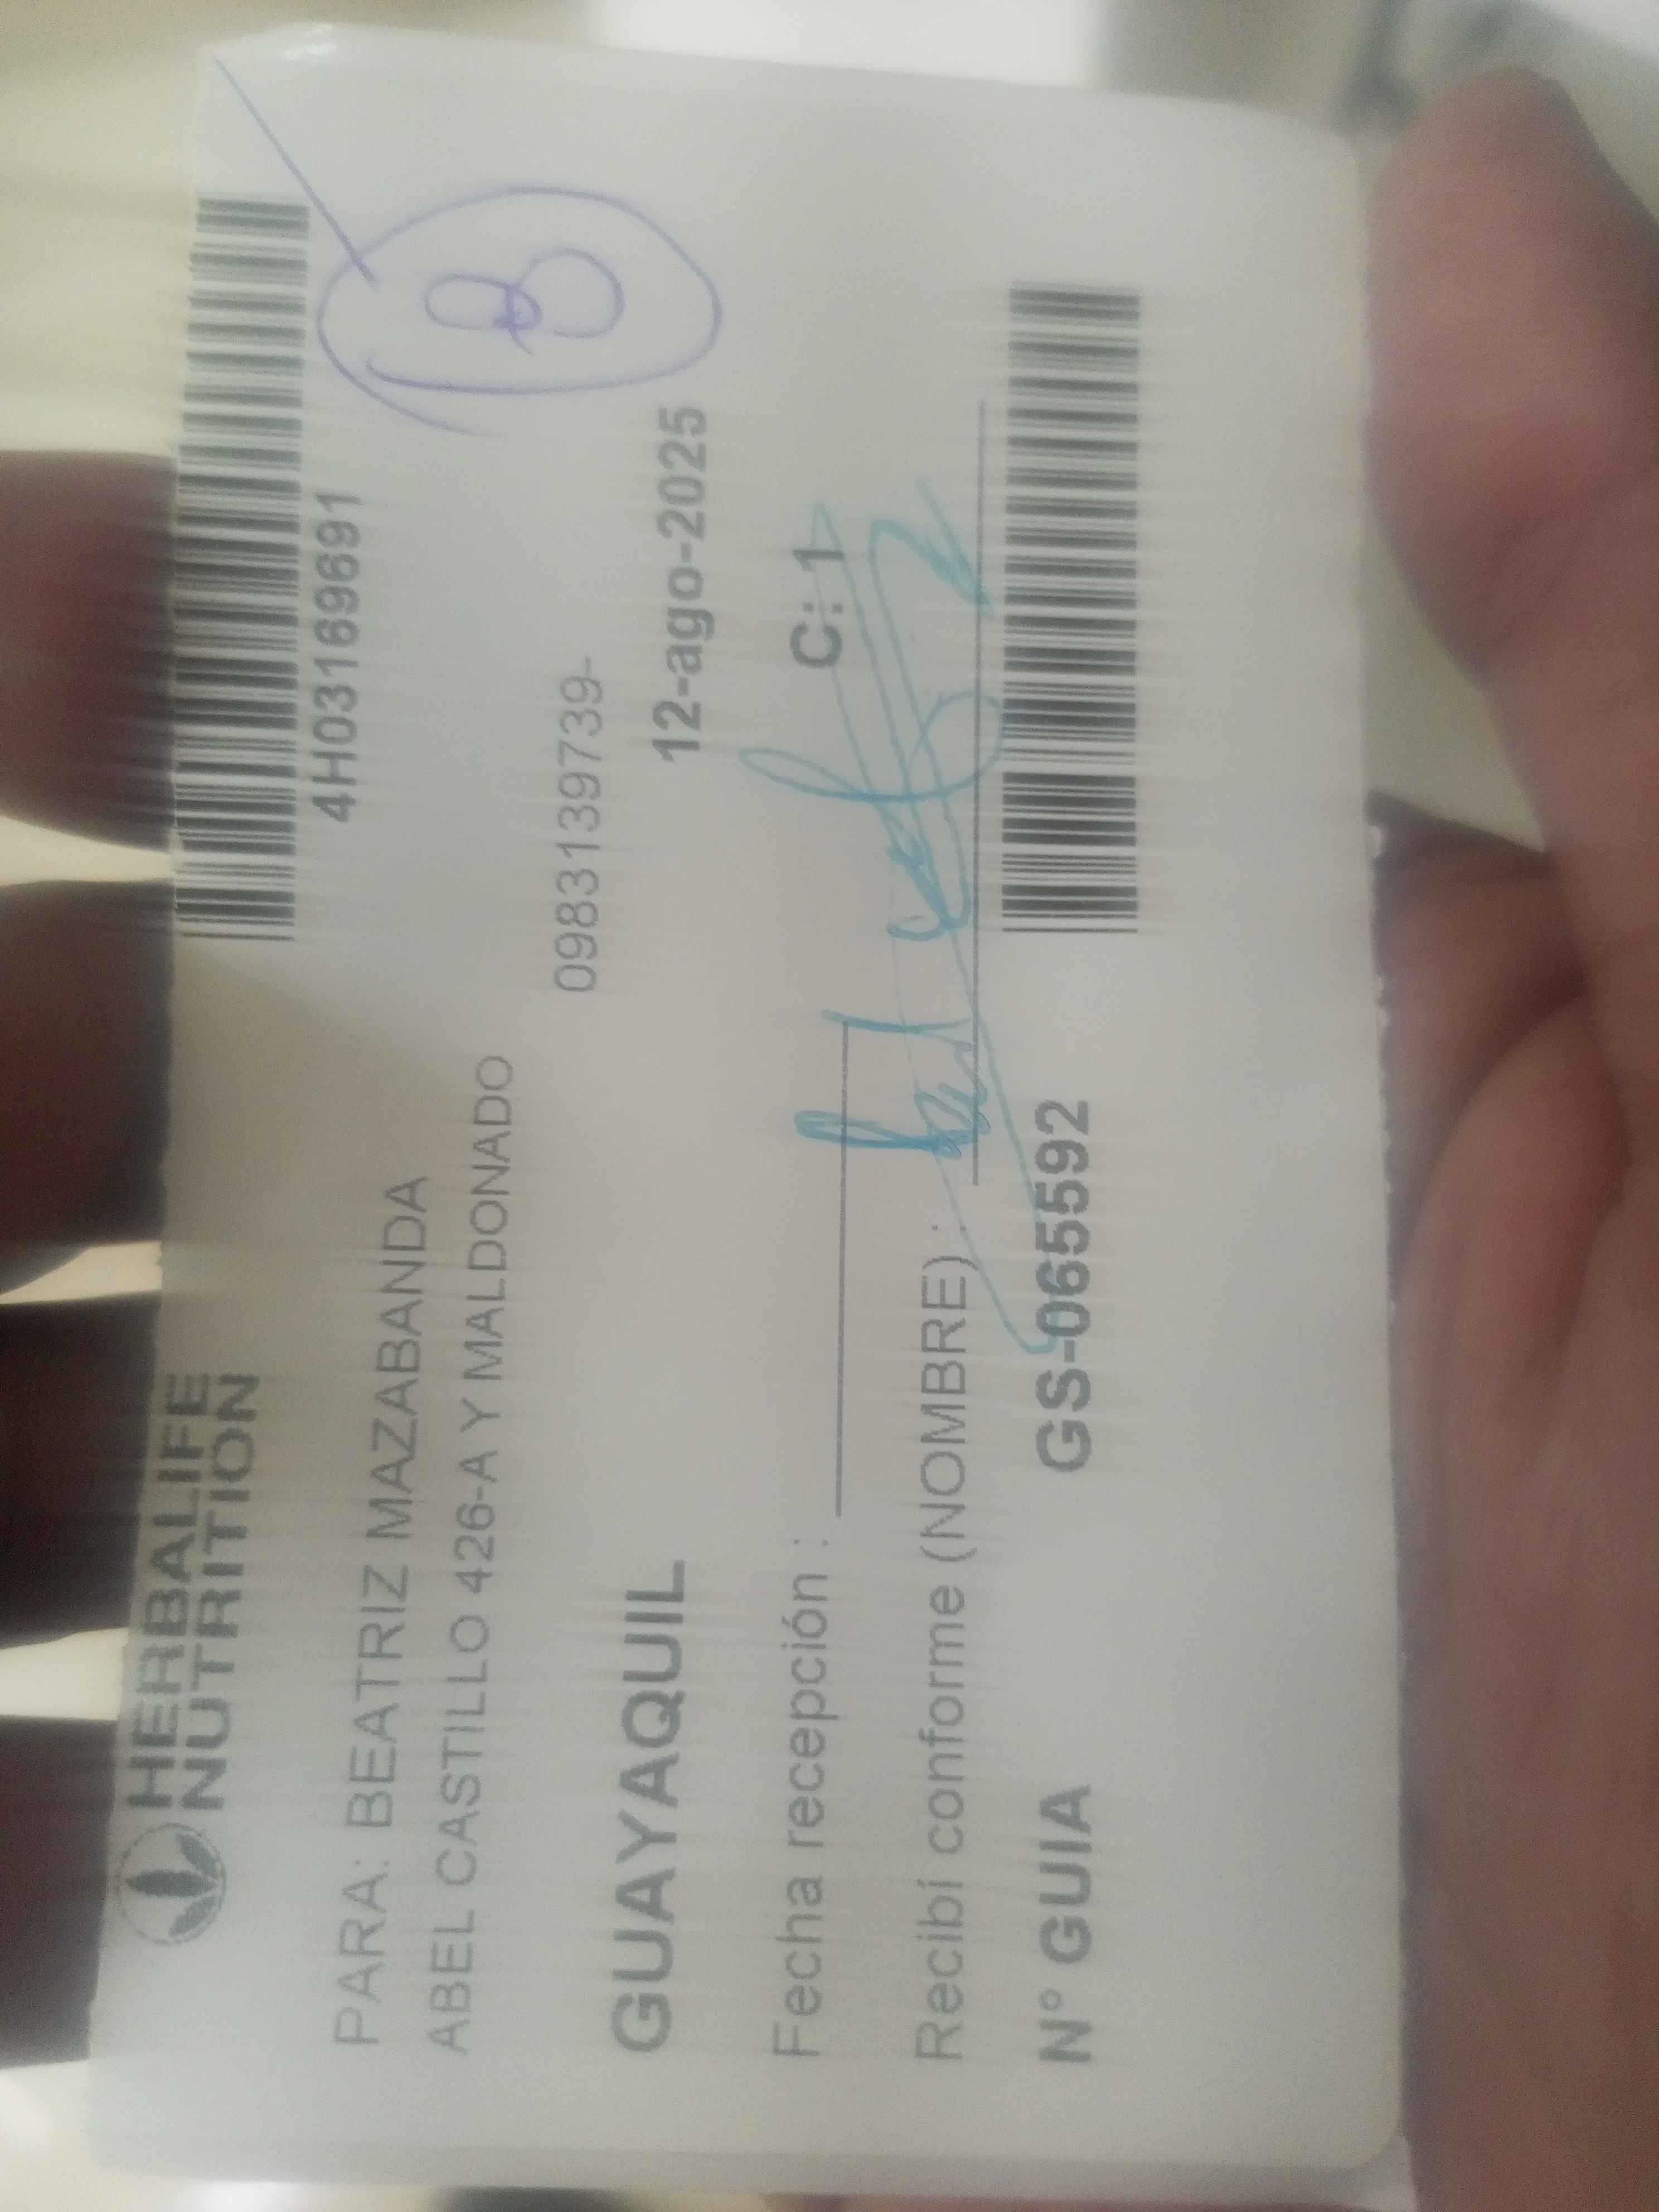 HERBALIFE
NUTRITION
4H03169691
PARA: BEATRIZ MAZABANDA
ABEL CASTILLO 426-A Y MALDONADO
0983139739-
GUAYAQUIL
12-ago-2025
Fecha recepción :
C: 1
Recibí conforme (NOMBRE) :
N° GUIA
GS-065592